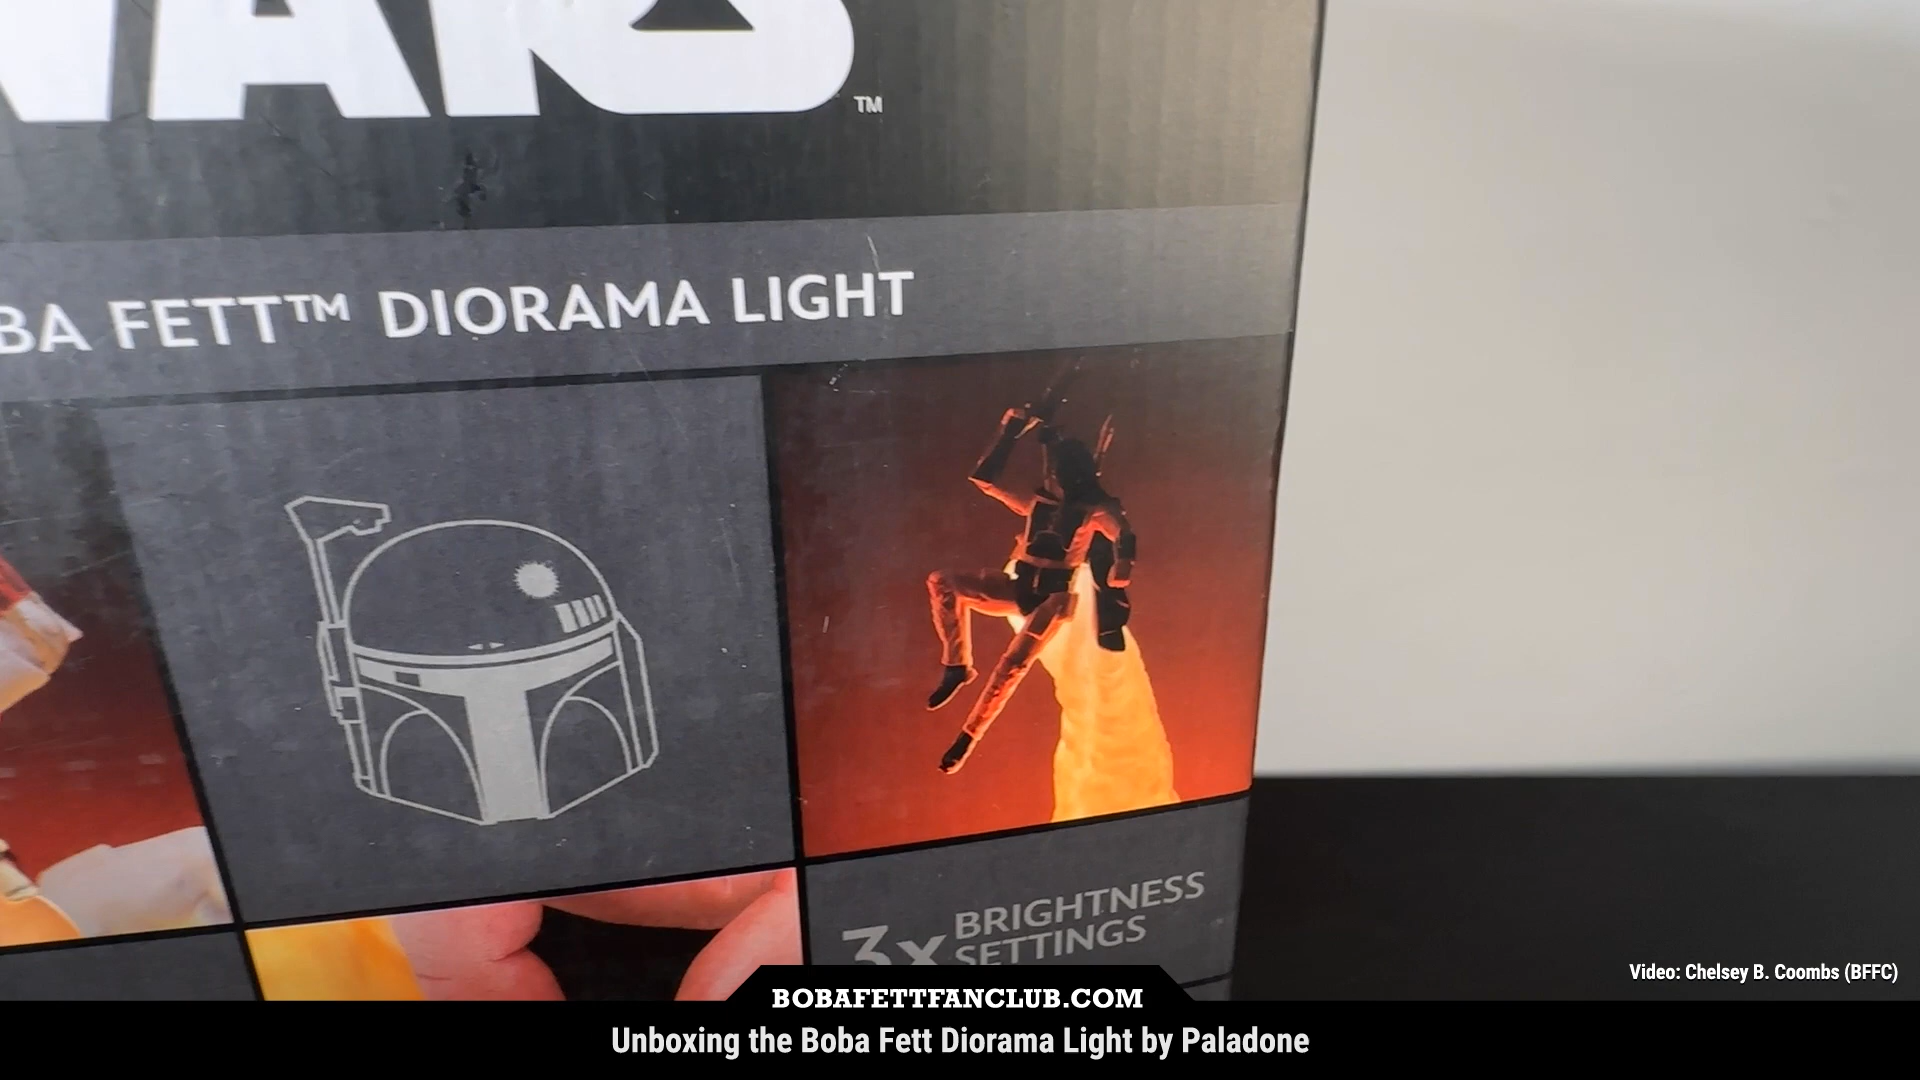 WARS
TM
BA FETT™ DIORAMA LIGHT
3x BRIGHTNESS
SETTINGS
Video: Chelsey B. Coombs (BFFC)
BOBAFETTFANCLUB.COM
Unboxing the Boba Fett Diorama Light by Paladone